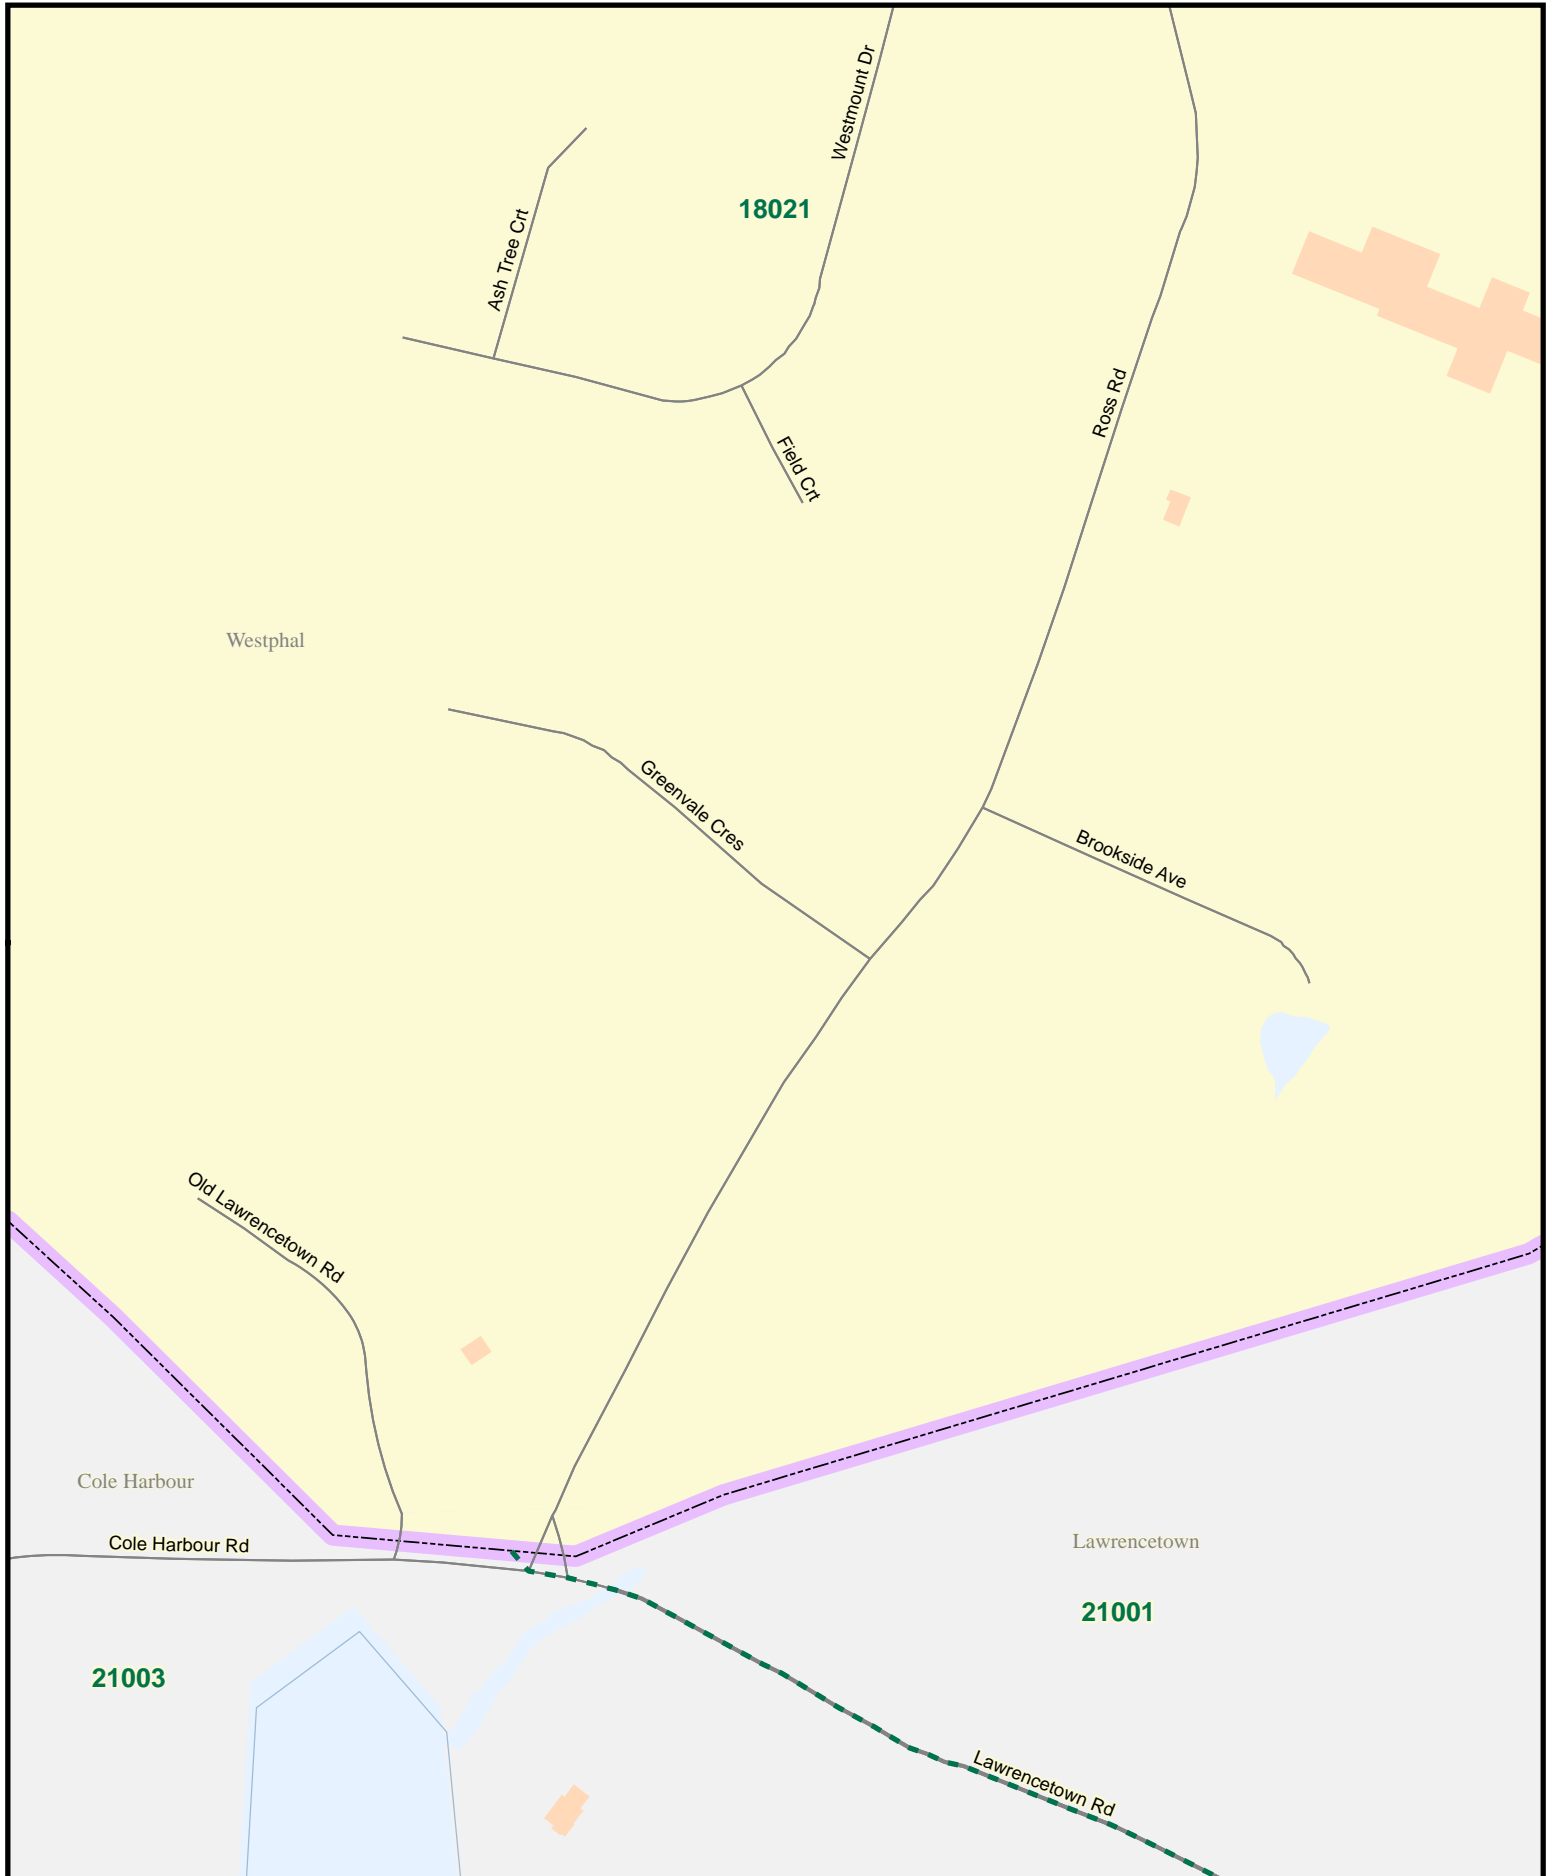 Westmount Dr
18021
Ash Tree Crt
Ross Rd
Field Crt
Westphal
Greenvale Cres
Brookside Ave
Old Lawrencetown Rd
Cole Harbour
Cole Harbour Rd
Lawrencetown
21001
21003
Lawrencetown Rd